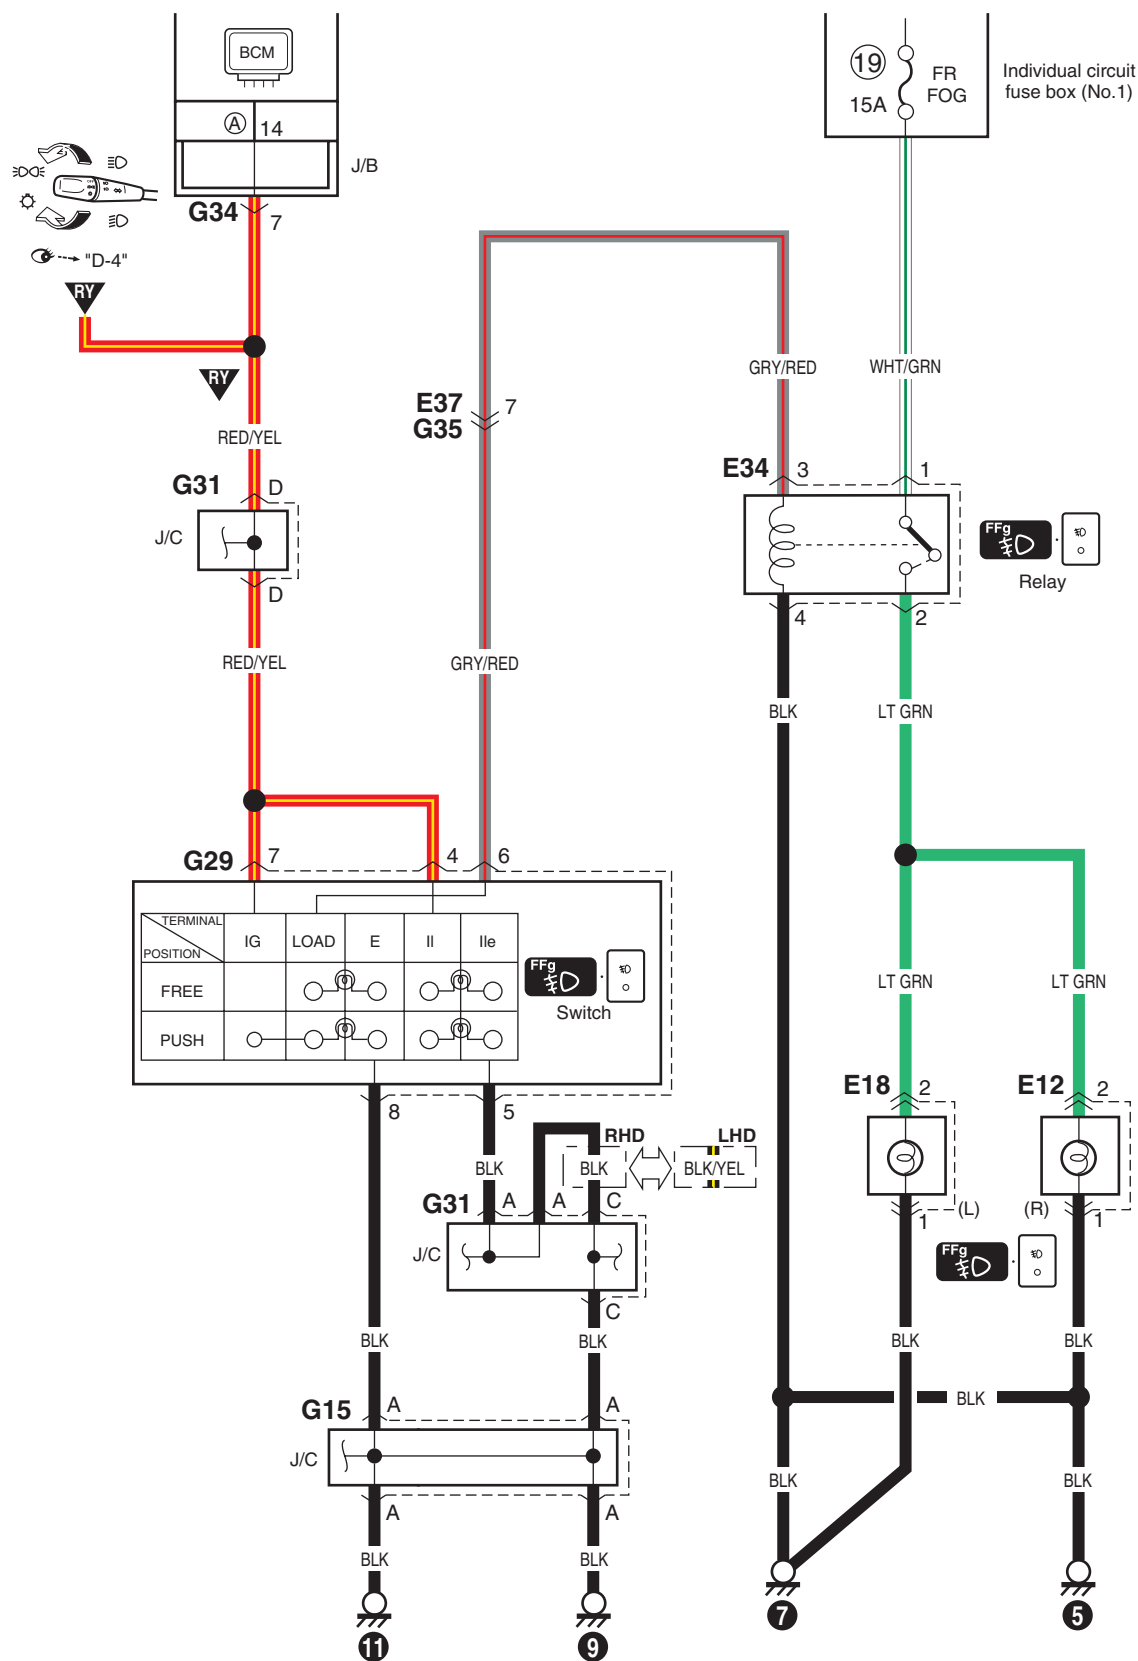 BCM
A 14
J/B
G34
7
"D-4"
RY
RY
RED/YEL
G31 D
J/C
D
RED/YEL
19
15A
FR
FOG
Individual circuit
fuse box (No.1)
GRY/RED
WHT/GRN
E37 7
G35
GRY/RED
E34 3 1
FFg
Relay
4 2
BLK
LT GRN
LT GRN
LT GRN
G29 7 4 6
TERMINAL
POSITION
IG LOAD E II IIe
FREE
PUSH
FFg
Switch
8 5
BLK
RHD LHD
BLK BLK/YEL
G31 A A C
J/C
C
BLK BLK
G15 A A
J/C
A A
BLK BLK
11 9
E18 2 E12 2
1 (L) (R) 1
FFg
BLK BLK
BLK
BLK BLK
7 5